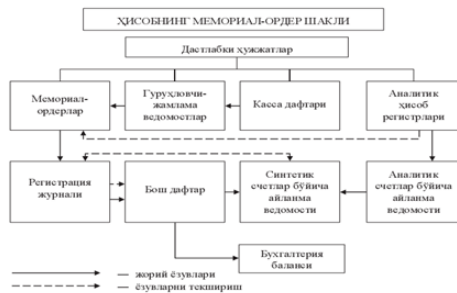 ҲИСОБНИНГ МЕМОРИАЛ-ОРДЕР ШАКЛИ
Дастлабки ҳужжатлар
Мемориал-
ордерлар
Гуруҳловчи-
жамлама
ведомостлар
Касса дафтари
Аналитик
ҳисоб
регистрлари
Регистрация
журнали
Бош дафтар
Синтетик
счетлар бўйича
айланма
ведомости
Аналитик
счетлар бўйича
айланма
ведомости
Бухгалтерия
баланси
— жорий ёзувлари
— ёзувларни текшириш